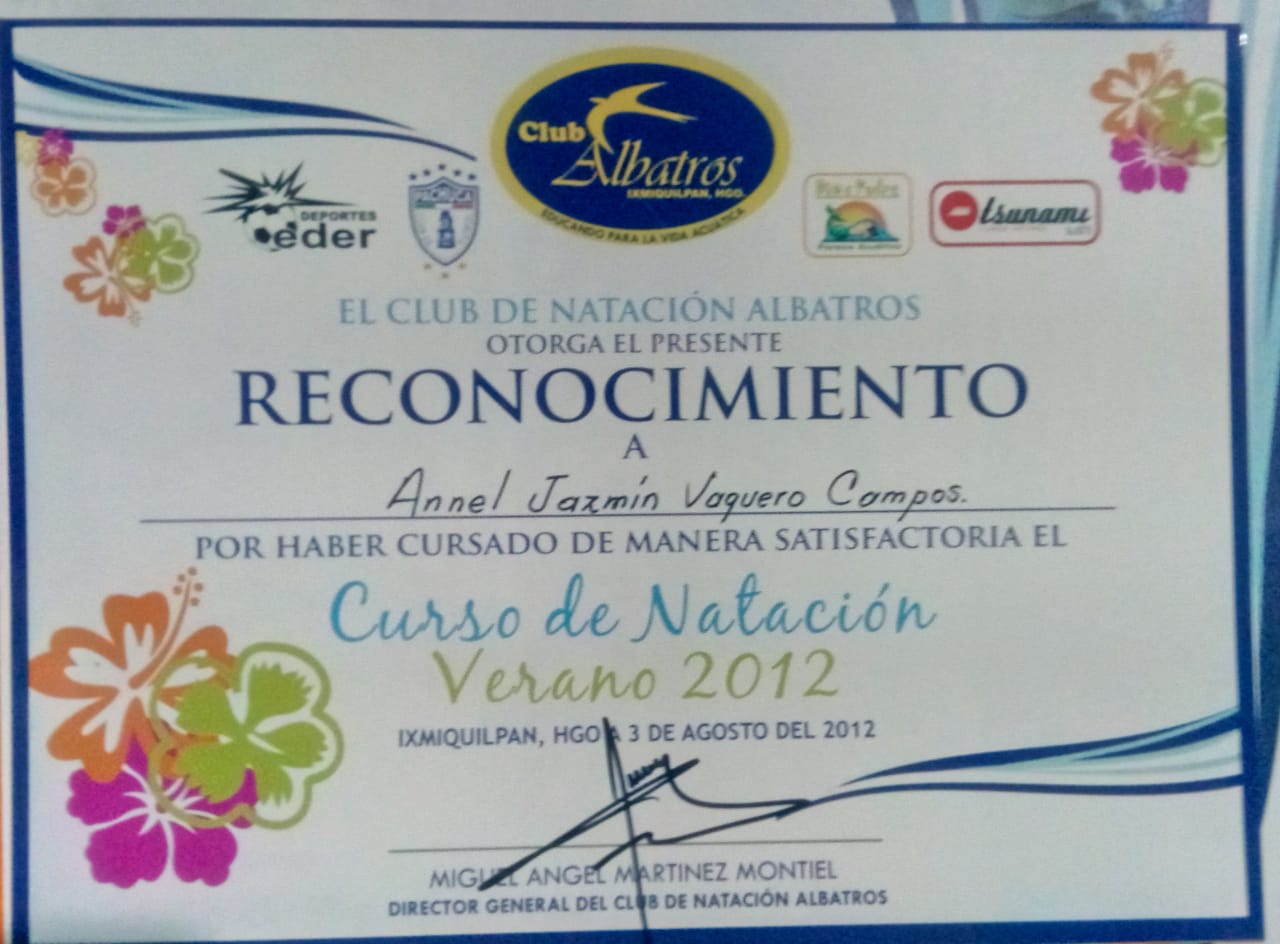 Club
Albatros
IXMIQUILPAN, HGO.
EDUCANDO PARA LA VIDA ACUÁTICA
DEPORTES
eder
PACHUCA
tsunami
EL CLUB DE NATACIÓN ALBATROS
OTORGA EL PRESENTE
RECONOCIMIENTO
A
Annel Jazmín Vaquero Campos.
POR HABER CURSADO DE MANERA SATISFACTORIA EL
Curso de Natación
Verano 2012
IXMIQUILPAN, HGO A 3 DE AGOSTO DEL 2012
MIGUEL ANGEL MARTINEZ MONTIEL
DIRECTOR GENERAL DEL CLUB DE NATACIÓN ALBATROS